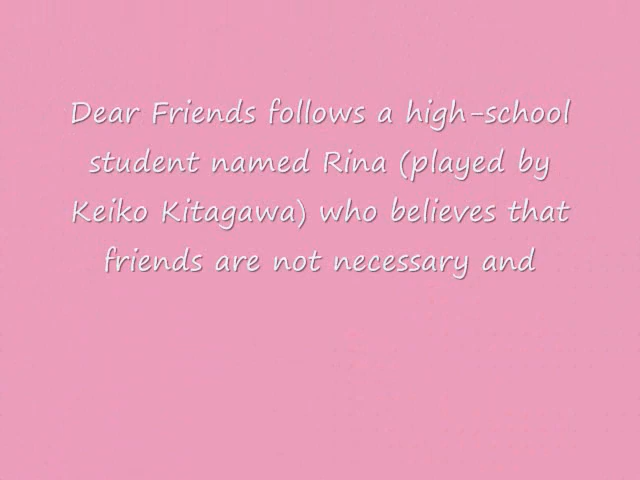 Dear Friends follows a high-school
student named Rina (played by
Keiko Kitagawa) who believes that
friends are not necessary and